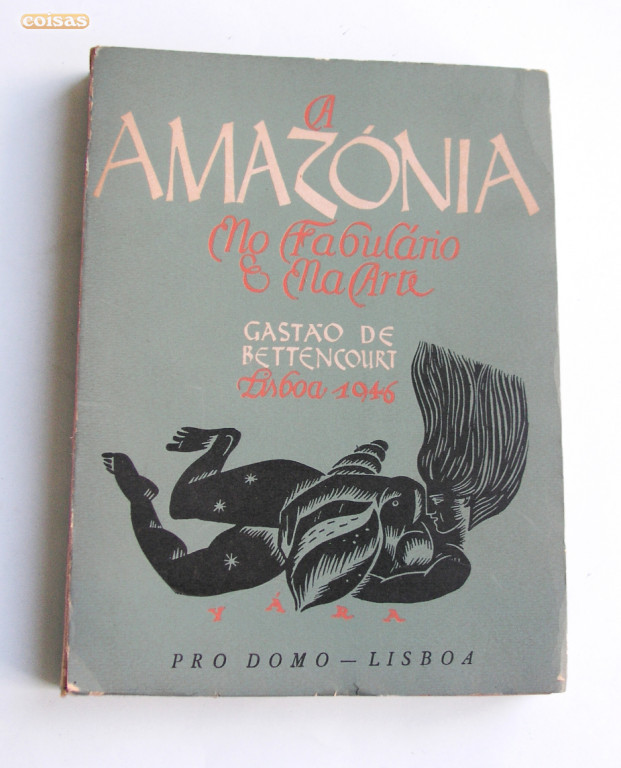 coisas
A
AMAZÓNIA
No Fabulário
E Na Arte
GASTÃO DE
BETTENCOURT
Lisboa 1946
YÁRA
PRO DOMO — LISBOA